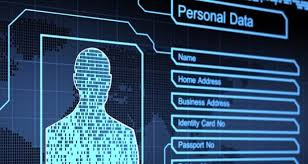 Personal Data
Name
Home Address
Business Address
Identity Card No
Passport No